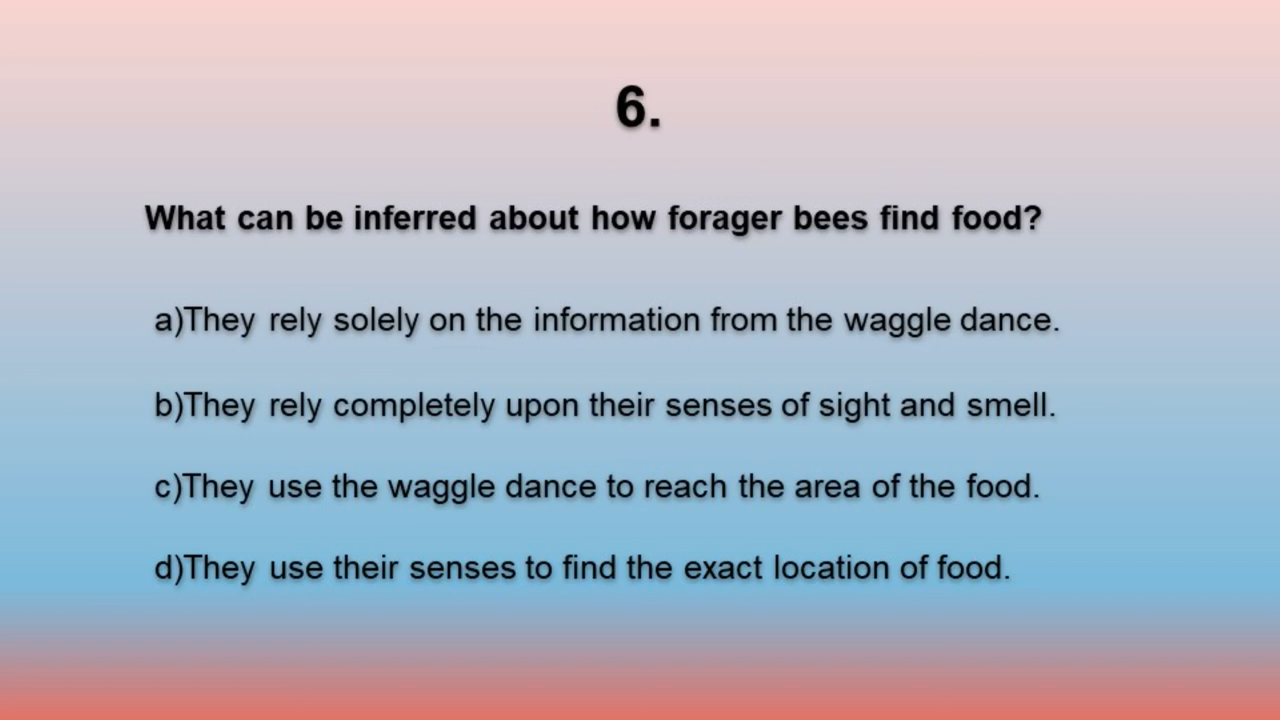 6.
What can be inferred about how forager bees find food?
a)They rely solely on the information from the waggle dance.
b)They rely completely upon their senses of sight and smell.
c)They use the waggle dance to reach the area of the food.
d)They use their senses to find the exact location of food.